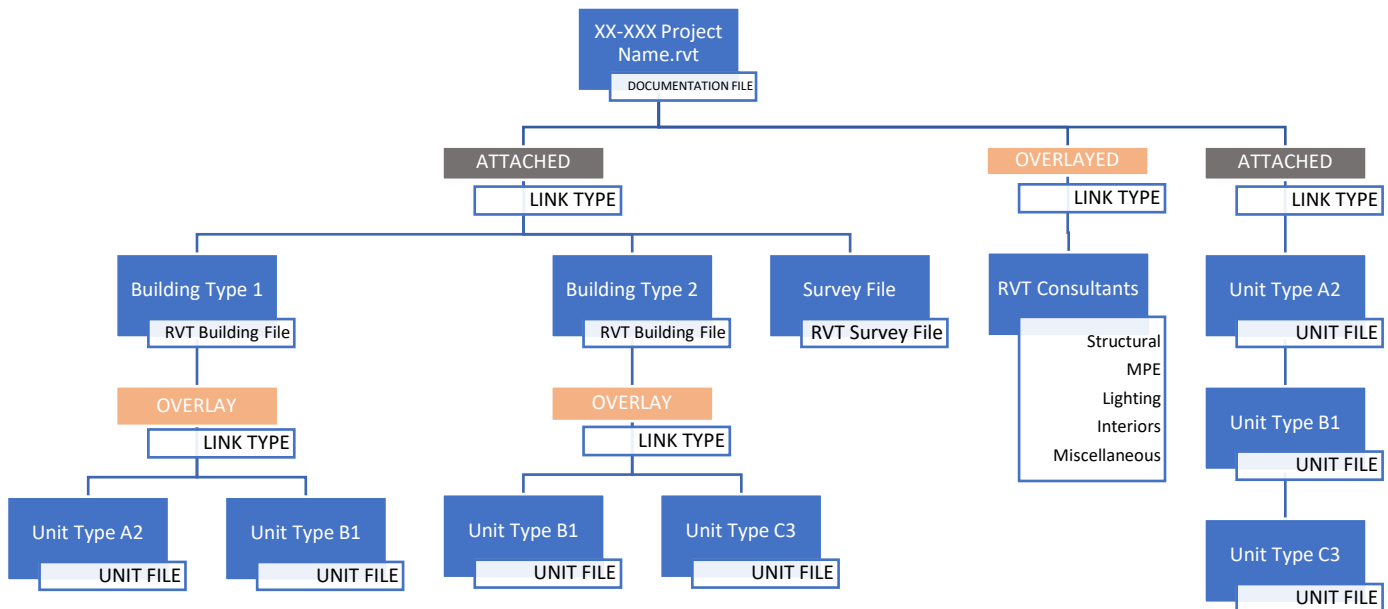 XX-XXX Project
Name.rvt
DOCUMENTATION FILE
ATTACHED
LINK TYPE
OVERLAYED
LINK TYPE
ATTACHED
LINK TYPE
Building Type 1
RVT Building File
Building Type 2
RVT Building File
Survey File
RVT Survey File
RVT Consultants
Structural
MPE
Lighting
Interiors
Miscellaneous
Unit Type A2
UNIT FILE
OVERLAY
LINK TYPE
OVERLAY
LINK TYPE
Unit Type B1
UNIT FILE
Unit Type A2
UNIT FILE
Unit Type B1
UNIT FILE
Unit Type B1
UNIT FILE
Unit Type C3
UNIT FILE
Unit Type C3
UNIT FILE